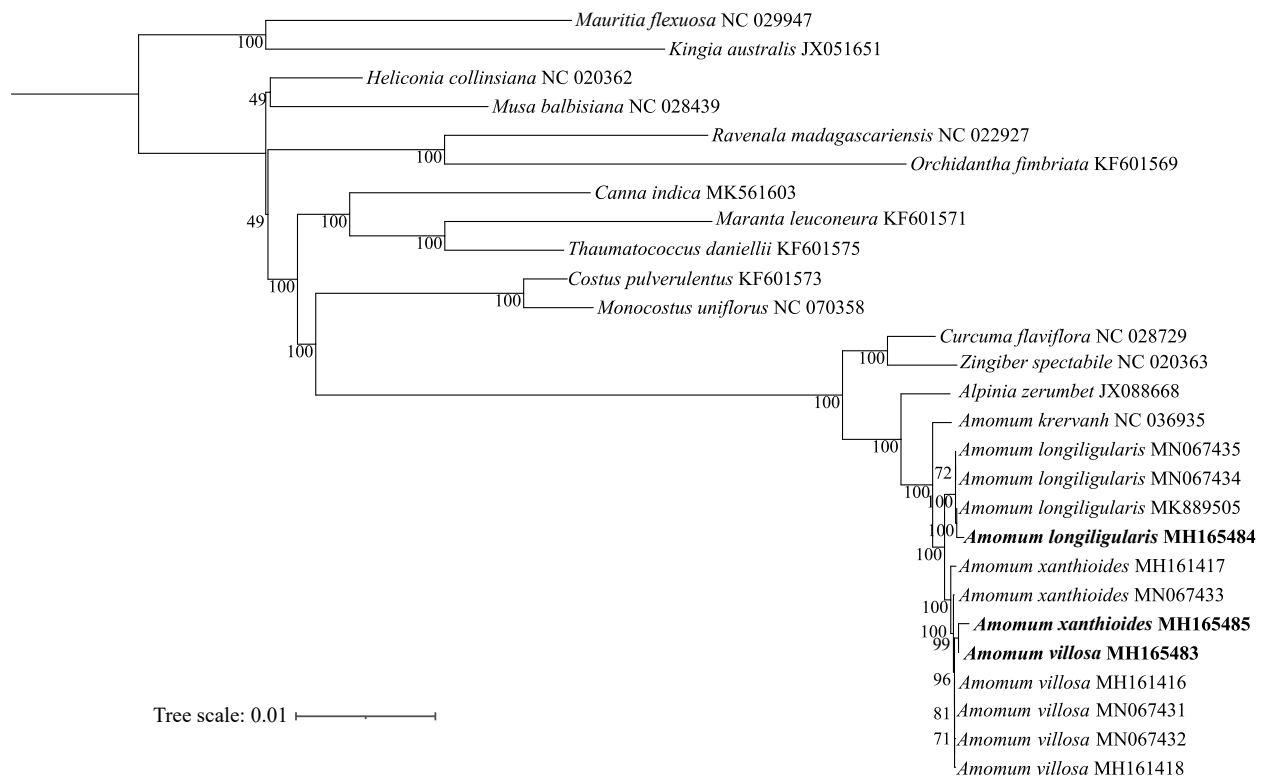 Mauritia flexuosa NC 029947
100
Kingia australis JX051651
Heliconia collinsiana NC 020362
49
Musa balbisiana NC 028439
Ravenala madagascariensis NC 022927
100
Orchidantha fimbriata KF601569
Canna indica MK561603
49
100
Maranta leuconeura KF601571
100
Thaumatococcus daniellii KF601575
Costus pulverulentus KF601573
100
100
Monocostus uniflorus NC 070358
Curcuma flaviflora NC 028729
100
100
Zingiber spectabile NC 020363
Alpinia zerumbet JX088668
100
Amomum krervanh NC 036935
100
Amomum longiligularis MN067435
72
Amomum longiligularis MN067434
100
100
Amomum longiligularis MK889505
100
Amomum longiligularis MH165484
100
Amomum xanthioides MH161417
Amomum xanthioides MN067433
100
Amomum xanthioides MH165485
100
99
Amomum villosa MH165483
96
Amomum villosa MH161416
81
Amomum villosa MN067431
Tree scale: 0.01
71
Amomum villosa MN067432
Amomum villosa MH161418